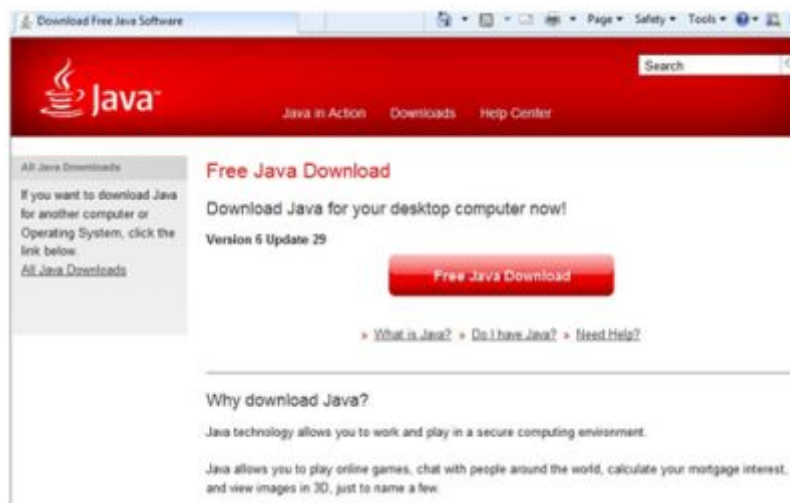 Download Free Java Software
Page Safety Tools
Search
Java
Java in Action Downloads Help Center
All Java Downloads
If you want to download Java
for another computer or
Operating System, click the
link below.
All Java Downloads
Free Java Download
Download Java for your desktop computer now!
Version 6 Update 29
Free Java Download
» What is Java? » Do I have Java? » Need Help?
Why download Java?
Java technology allows you to work and play in a secure computing environment.
Java allows you to play online games, chat with people around the world, calculate your mortgage interest,
and view images in 3D, just to name a few.